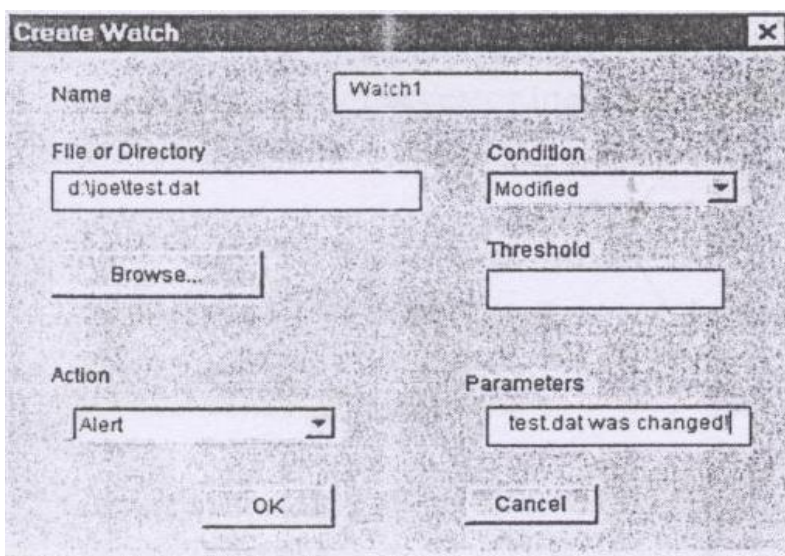 Create Watch
Name
Watch1
File or Directory
d:\joe\test.dat
Condition
Modified
Browse...
Threshold
Action
Alert
Parameters
test.dat was changed!
OK
Cancel